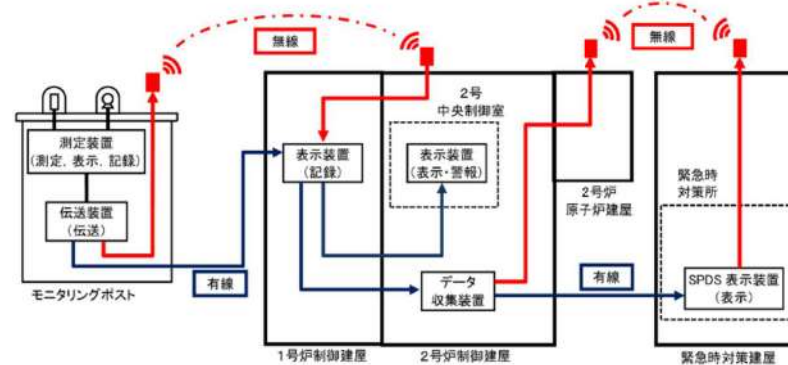 無線
無線
2号
中央制御室
測定装置
(測定、表示、記録)
伝送装置
(伝送)
表示装置
(記録)
表示装置
(表示・警報)
2号炉
原子炉建屋
緊急時
対策所
有線
データ
収集装置
有線
SPDS 表示装置
(表示)
モニタリングポスト
1号炉制御建屋
2号炉制御建屋
緊急時対策建屋